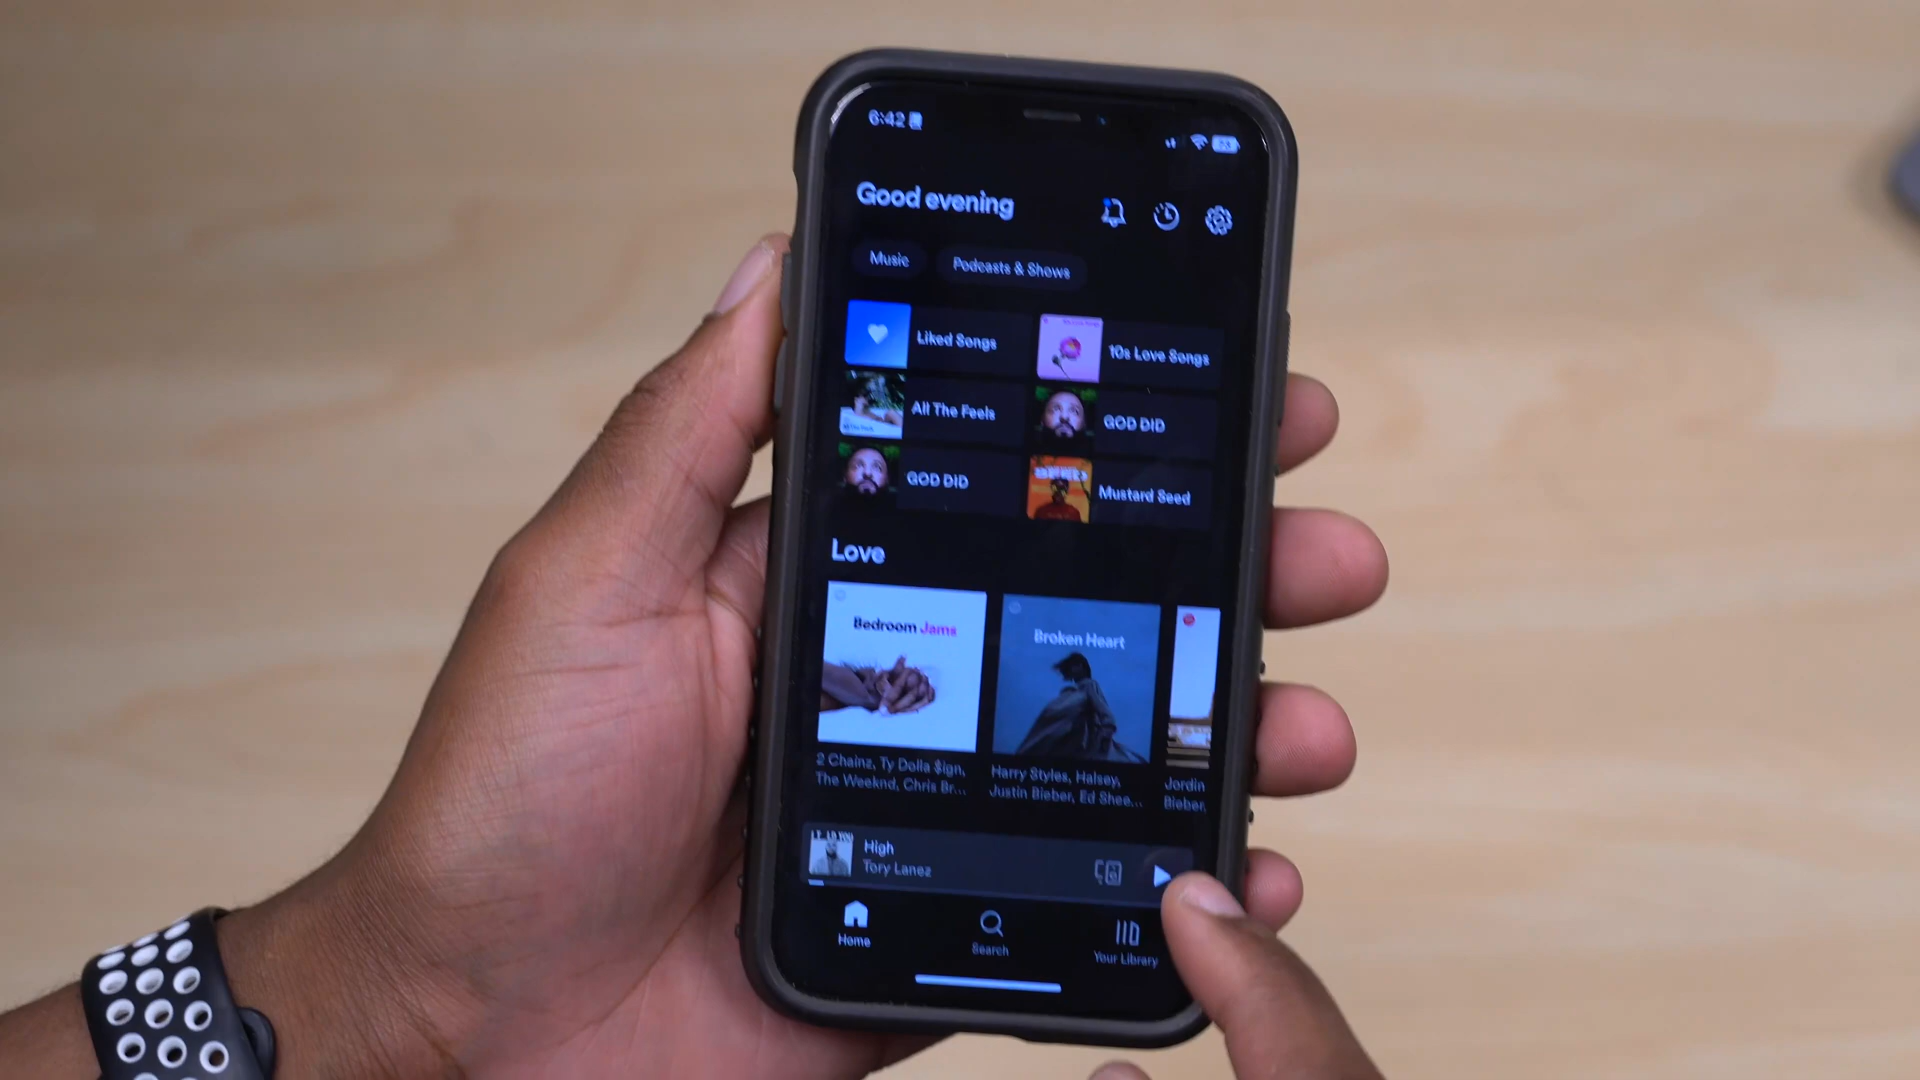 6:42
Good evening
Music
Podcasts & Shows
Liked Songs
10s Love Songs
All The Feels
GOD DID
GOD DID
Mustard Seed
Love
Bedroom Jams
Broken Heart
2 Chainz, Ty Dolla $ign,
The Weeknd, Chris Br...
Harry Styles, Halsey,
Justin Bieber, Ed Shee...
Jordin
Bieber,
High
Tory Lanez
Home
Search
Your Library